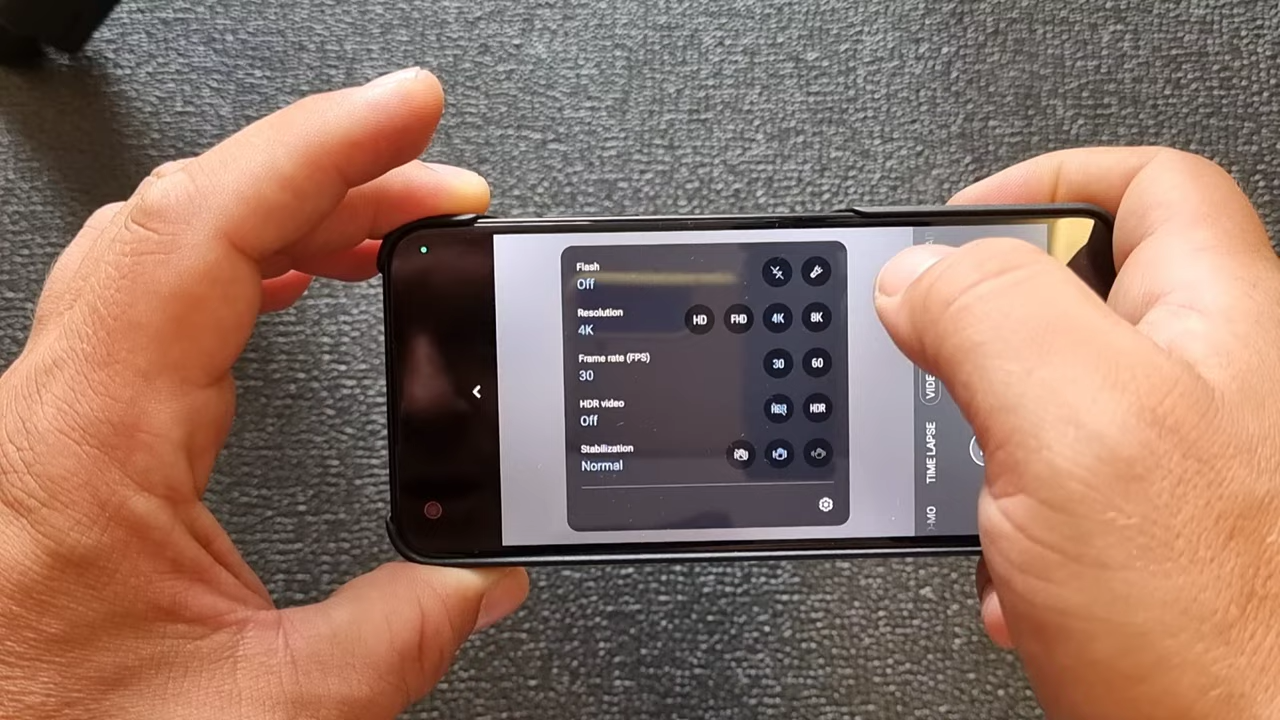 Flash
Off
Resolution
4K
HD FHD 4K 8K
Frame rate (FPS)
30
30 60
HDR video
Off
HDR HDR
Stabilization
Normal
TIME LAPSE